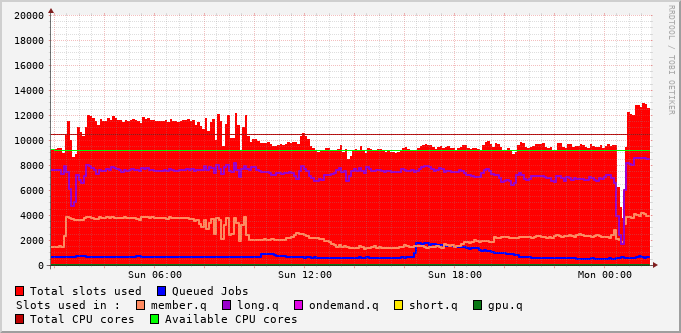 20000
18000
16000
14000
12000
10000
8000
6000
4000
2000
0
Sun 06:00 Sun 12:00 Sun 18:00 Mon 00:00
Total slots used Queued Jobs
Slots used in : member.q long.q ondemand.q short.q gpu.q
Total CPU cores Available CPU cores
RRDTOOL / TOBI OETIKER